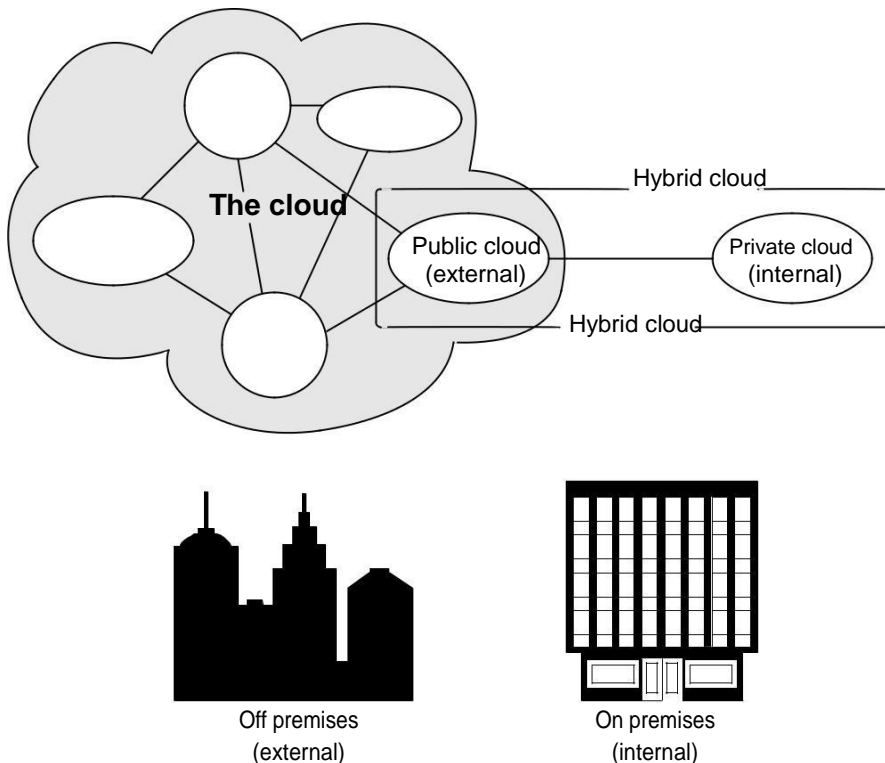 Hybrid cloud
The cloud
Public cloud
(external)
Private cloud
(internal)
Hybrid cloud
Off premises
(external)
On premises
(internal)